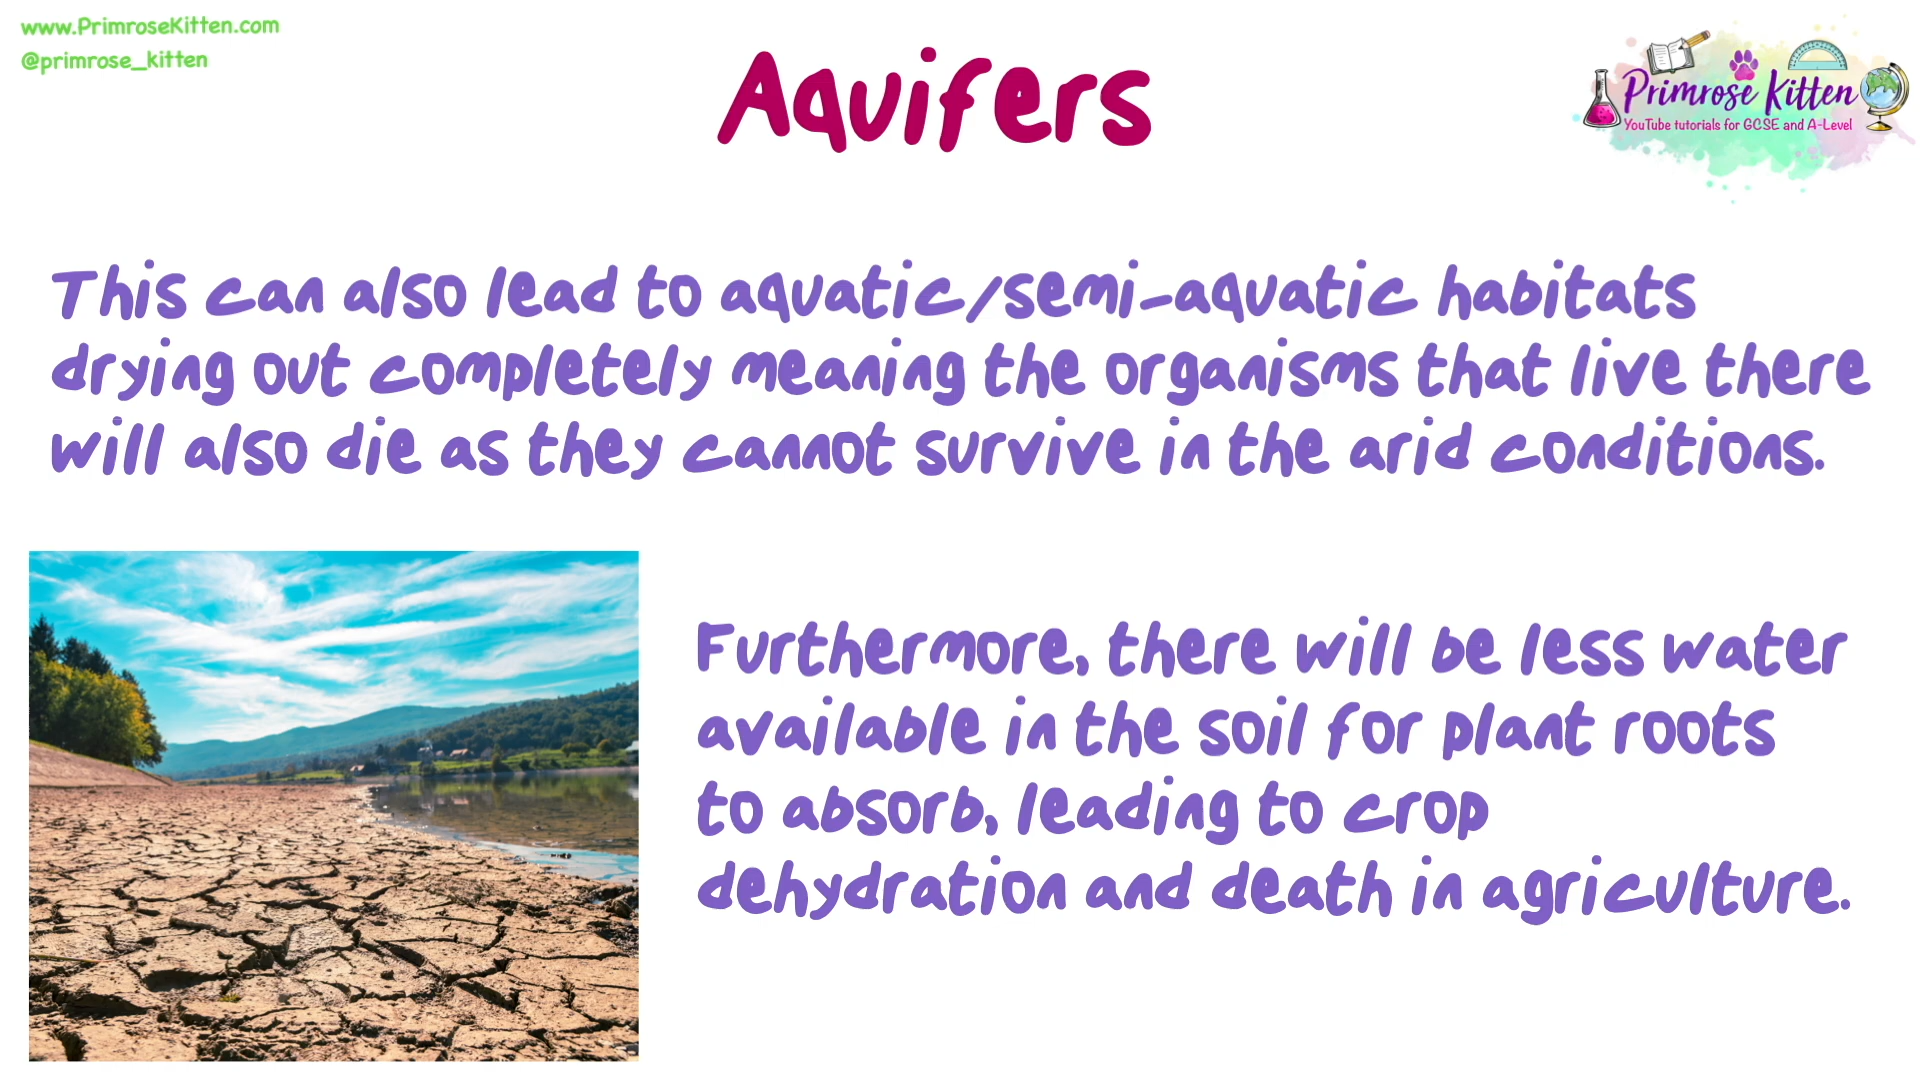 www.PrimroseKitten.com
@primrose_kitten
Aquifers
Primrose Kitten
YouTube tutorials for GCSE and A-Level
This can also lead to aquatic/semi-aquatic habitats
drying out completely meaning the organisms that live there
will also die as they cannot survive in the arid conditions.
Furthermore, there will be less water
available in the soil for plant roots
to absorb, leading to crop
dehydration and death in agriculture.